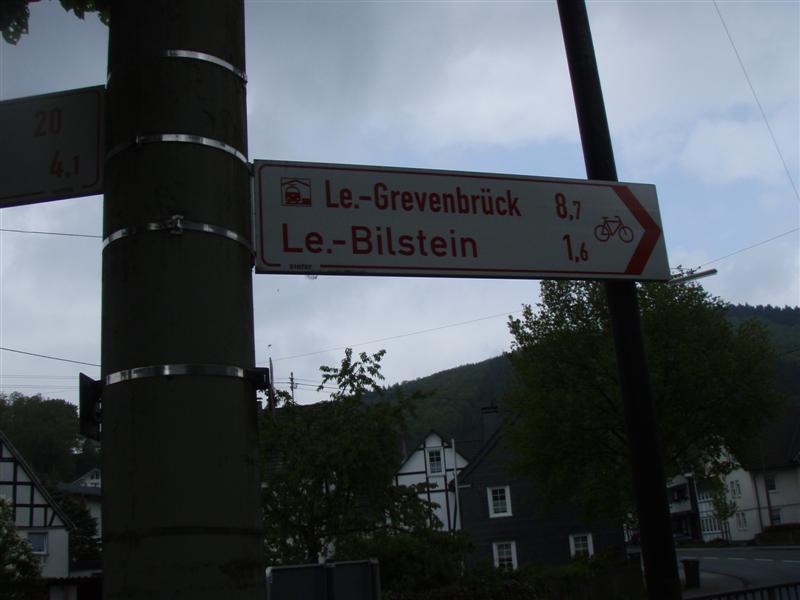 20
4,1
Le.-Grevenbrück 8,7
Le.-Bilstein 1,6